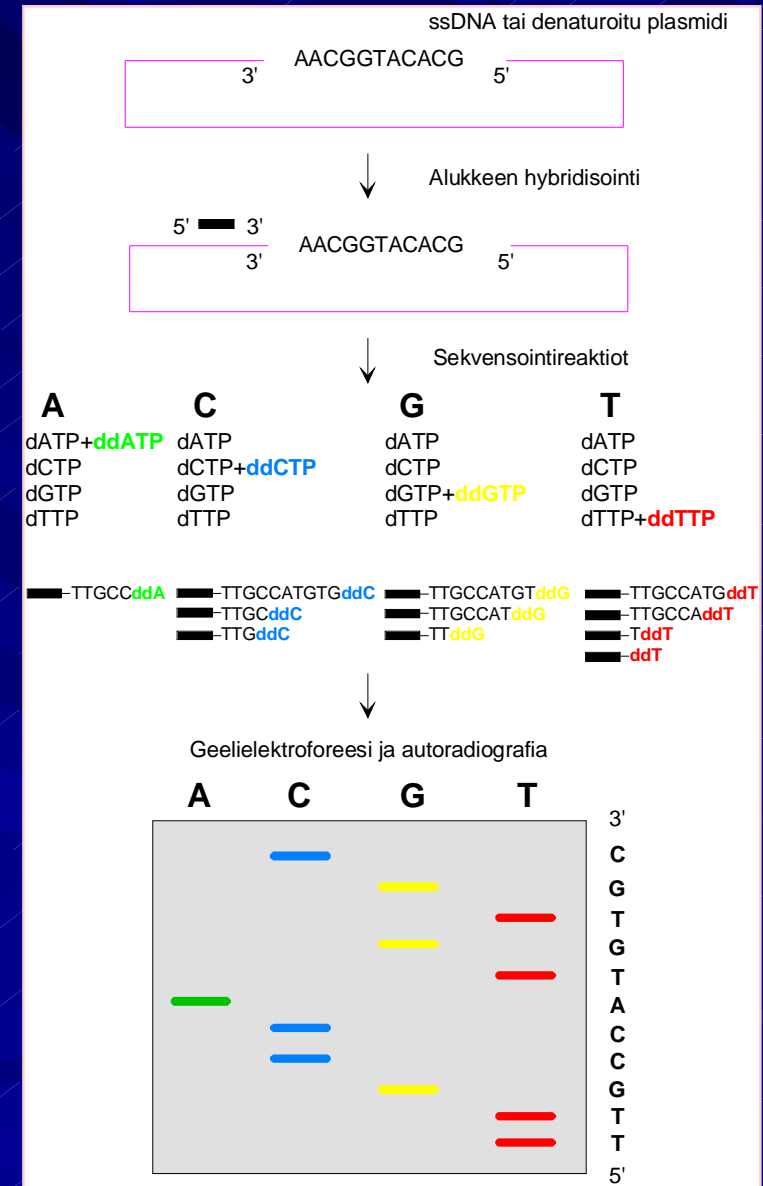 ssDNA tai denaturoitu plasmidi
AACGGTACACG
3' 5'
Alukkeen hybridisointi
5' 3'
AACGGTACACG
3' 5'
Sekvensointireaktiot
A C G T
dATP+ddATP dATP dATP dATP
dCTP dCTP+ddCTP dCTP dCTP
dGTP dGTP dGTP+ddGTP dGTP
dTTP dTTP dTTP dTTP+ddTTP
TTGCCddA TTGCCATGTGddC TTGCCATGTddG TTGCCATGddT
TTGCddC TTGCCATddG TTGCCAddT
TTGddC TTddG TddT
ddT
Geelielektroforeesi ja autoradiografia
A C G T
3'
C
G
T
G
T
A
C
C
G
T
T
5'